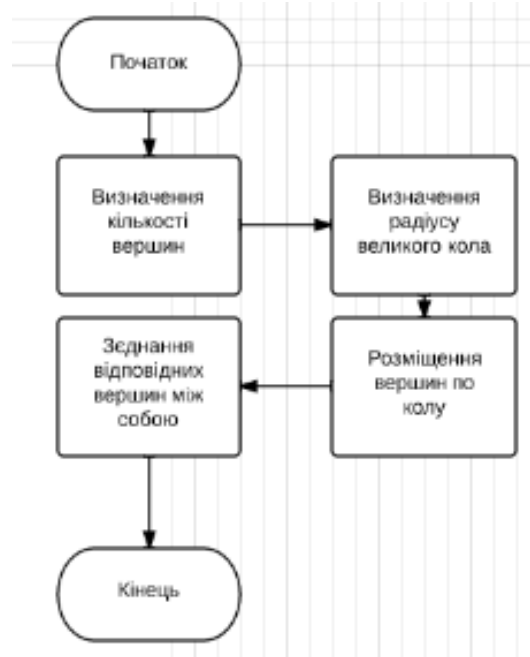 Початок
Визначення
кількості
вершин
Визначення
радіусу
великого кола
Розміщення
вершин по
колу
Зєднання
відповідних
вершин між
собою
Кінець